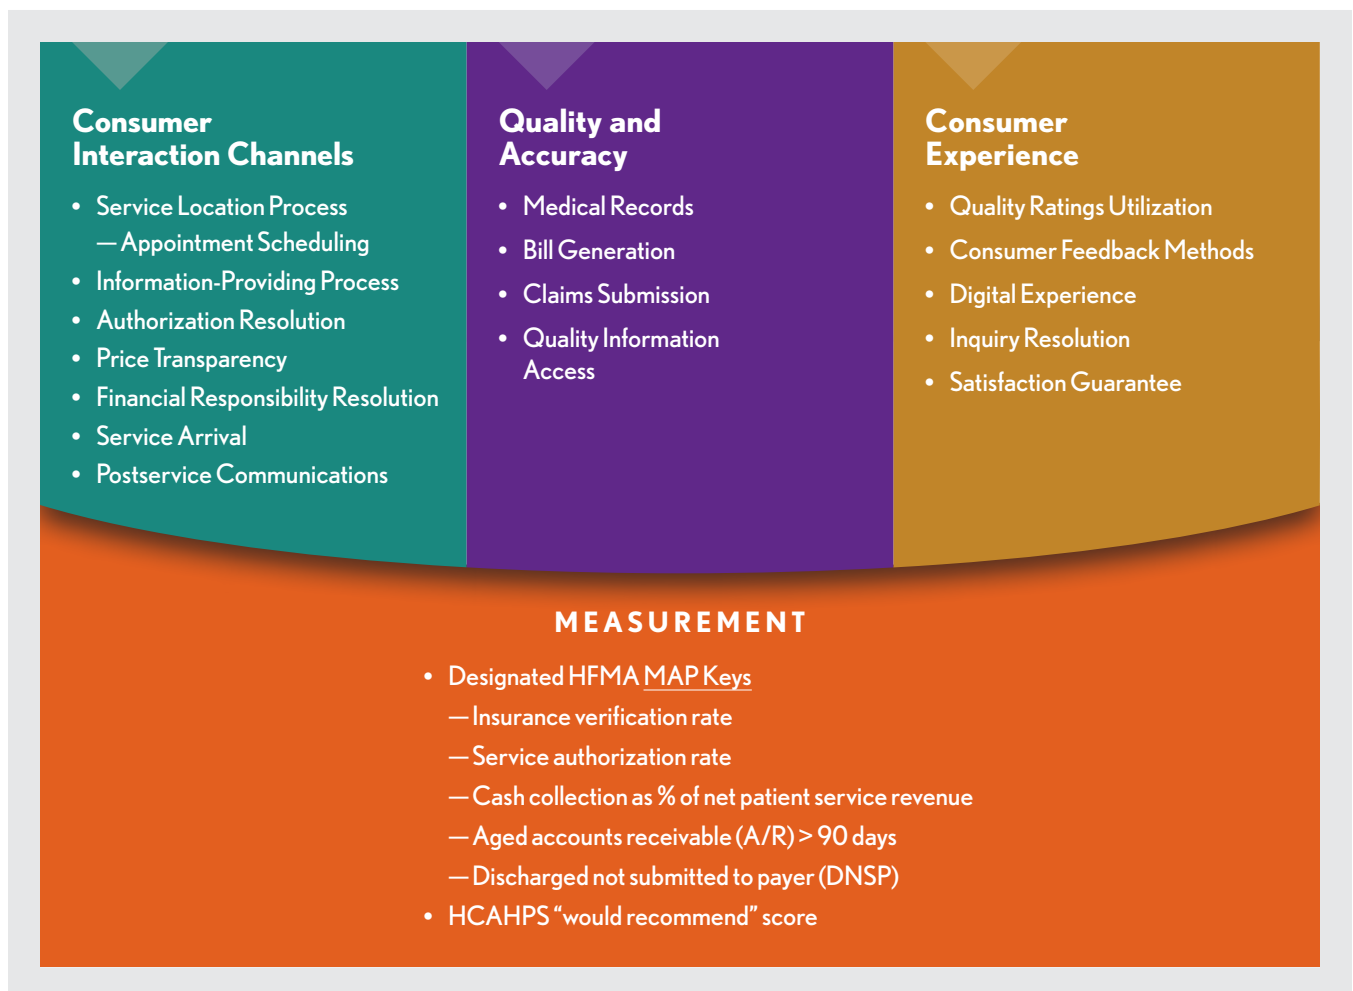 Consumer
Interaction Channels
• Service Location Process
— Appointment Scheduling
• Information-Providing Process
• Authorization Resolution
• Price Transparency
• Financial Responsibility Resolution
• Service Arrival
• Postservice Communications
Quality and
Accuracy
• Medical Records
• Bill Generation
• Claims Submission
• Quality Information
Access
Consumer
Experience
• Quality Ratings Utilization
• Consumer Feedback Methods
• Digital Experience
• Inquiry Resolution
• Satisfaction Guarantee
MEASUREMENT
• Designated HFMA MAP Keys
— Insurance verification rate
— Service authorization rate
— Cash collection as % of net patient service revenue
— Aged accounts receivable (A/R) > 90 days
— Discharged not submitted to payer (DNSP)
• HCAHPS “would recommend” score